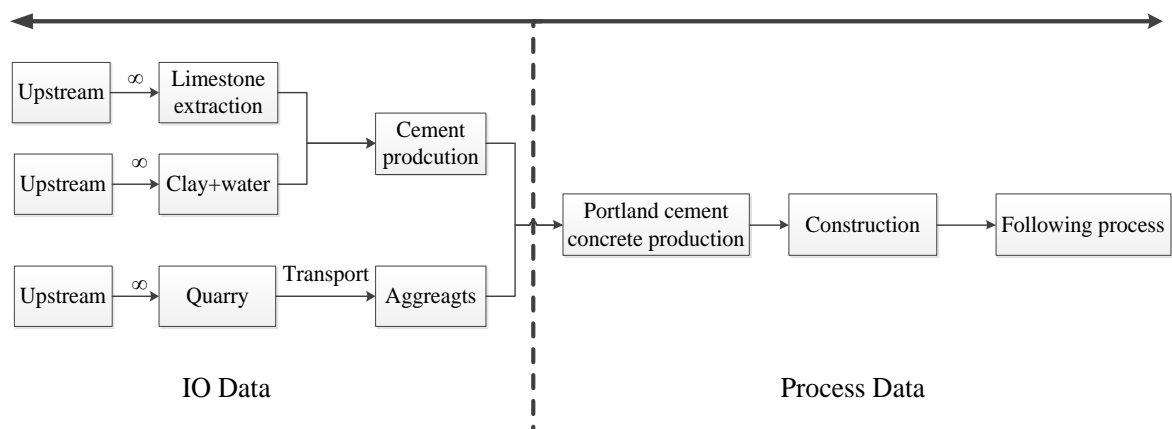 Upstream
∞
Limestone
extraction
Upstream
∞
Clay+water
Cement
prodcution
Upstream
∞
Quarry
Transport
Aggreagts
Portland cement
concrete production
Construction
Following process
IO Data
Process Data